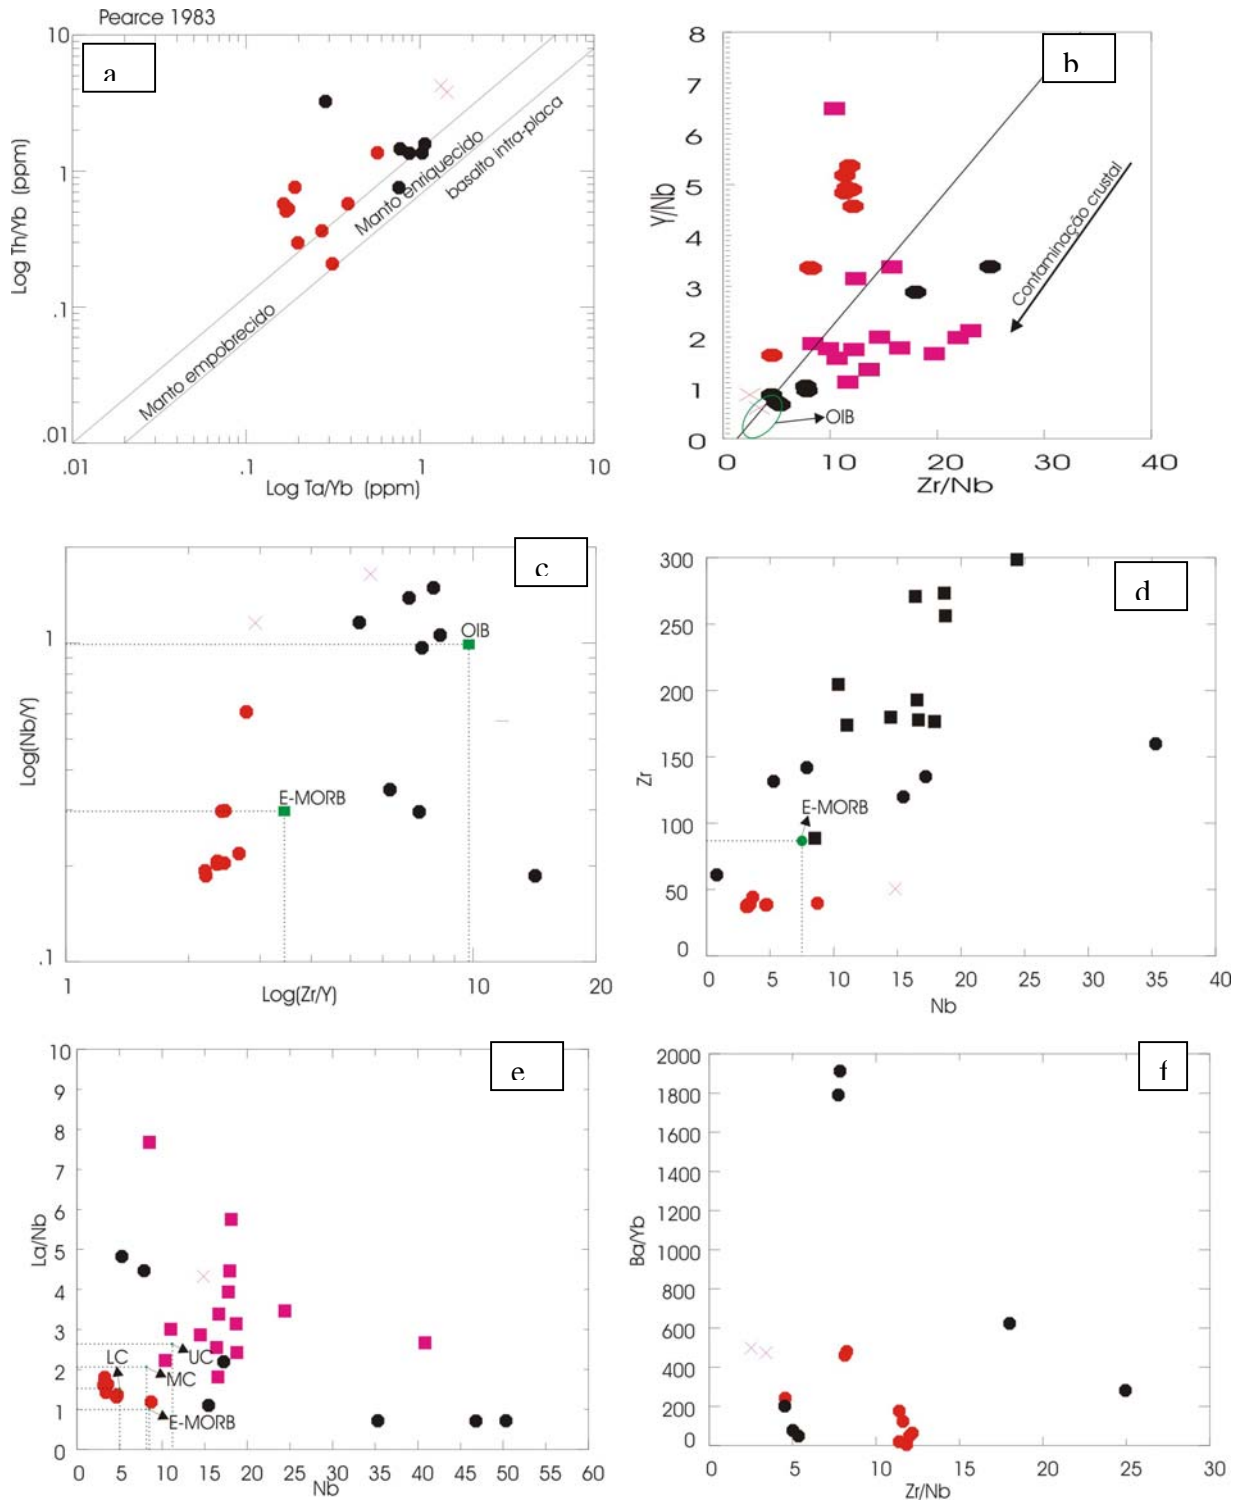 Pearce 1983
a
10
1
.1
.01
Log Th/Yb (ppm)
Manto enriquecido
basalto intra-placa
Manto empobrecido
.01
.1
1
10
Log Ta/Yb (ppm)
b
8
7
6
5
4
3
2
1
0
Y/Nb
Contaminação crustal
OIB
0
10
20
30
40
Zr/Nb
c
1
.1
Log(Nb/Y)
OIB
E-MORB
1
10
20
Log(Zr/Y)
d
300
250
200
150
100
50
0
Zr
E-MORB
0
5
10
15
20
25
30
35
40
Nb
e
10
9
8
7
6
5
4
3
2
1
0
La/Nb
LC
UC
MC
E-MORB
0
5
10
15
20
25
30
35
40
45
50
55
60
Nb
f
2000
1800
1600
1400
1200
1000
800
600
400
200
0
Ba/Yb
0
5
10
15
20
25
30
Zr/Nb